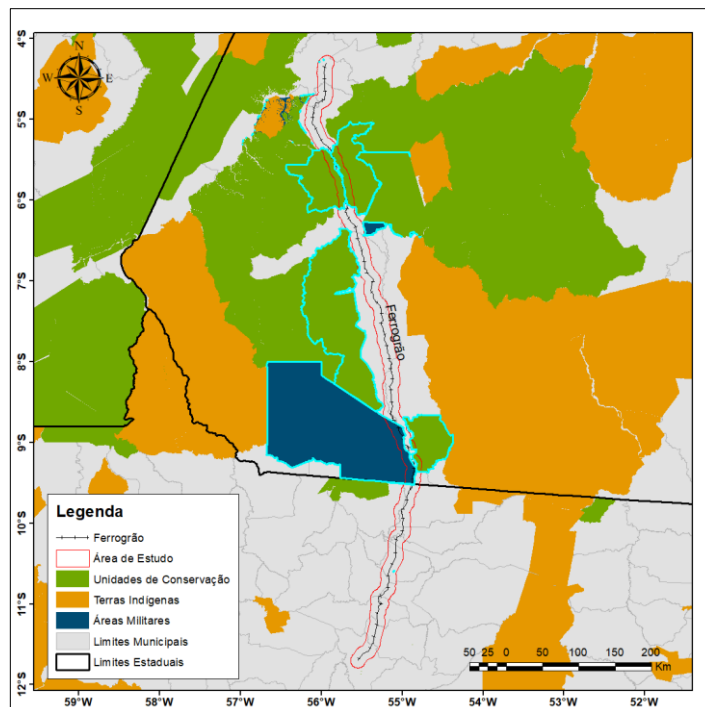 4°S
5°S
6°S
7°S
8°S
9°S
10°S
11°S
12°S
N
W E
S
Ferrogrão
Legenda
Ferrogrão
Área de Estudo
Unidades de Conservação
Terras Indígenas
Áreas Militares
Limites Municipais
Limites Estaduais
50 25 0 50 100 150 200
Km
59°W 58°W 57°W 56°W 55°W 54°W 53°W 52°W